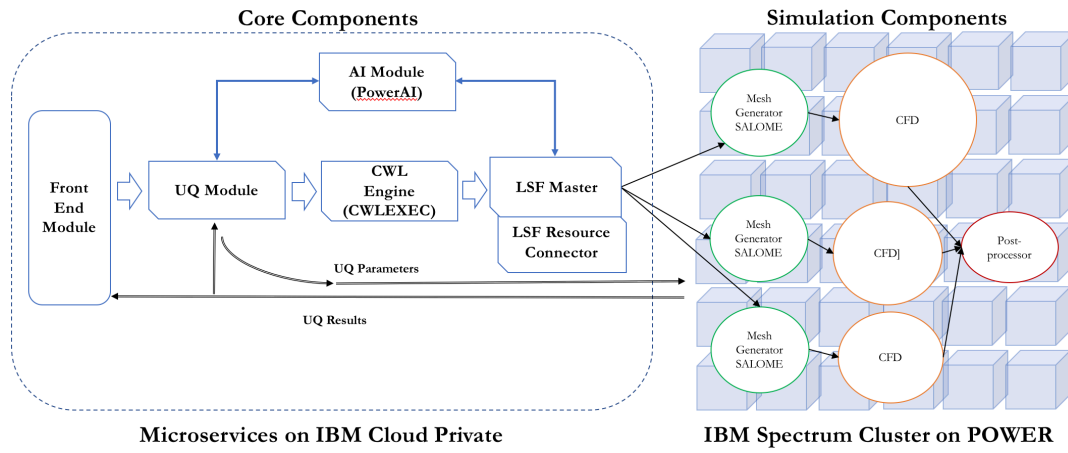 Core Components
Simulation Components
AI Module
(PowerAI)
Front
End
Module
UQ Module
CWL
Engine
(CWLEXEC)
LSF Master
LSF Resource
Connector
UQ Parameters
UQ Results
Mesh
Generator
SALOME
CFD
Mesh
Generator
SALOME
CFD]
Post-
processor
Mesh
Generator
SALOME
CFD
Microservices on IBM Cloud Private
IBM Spectrum Cluster on POWER